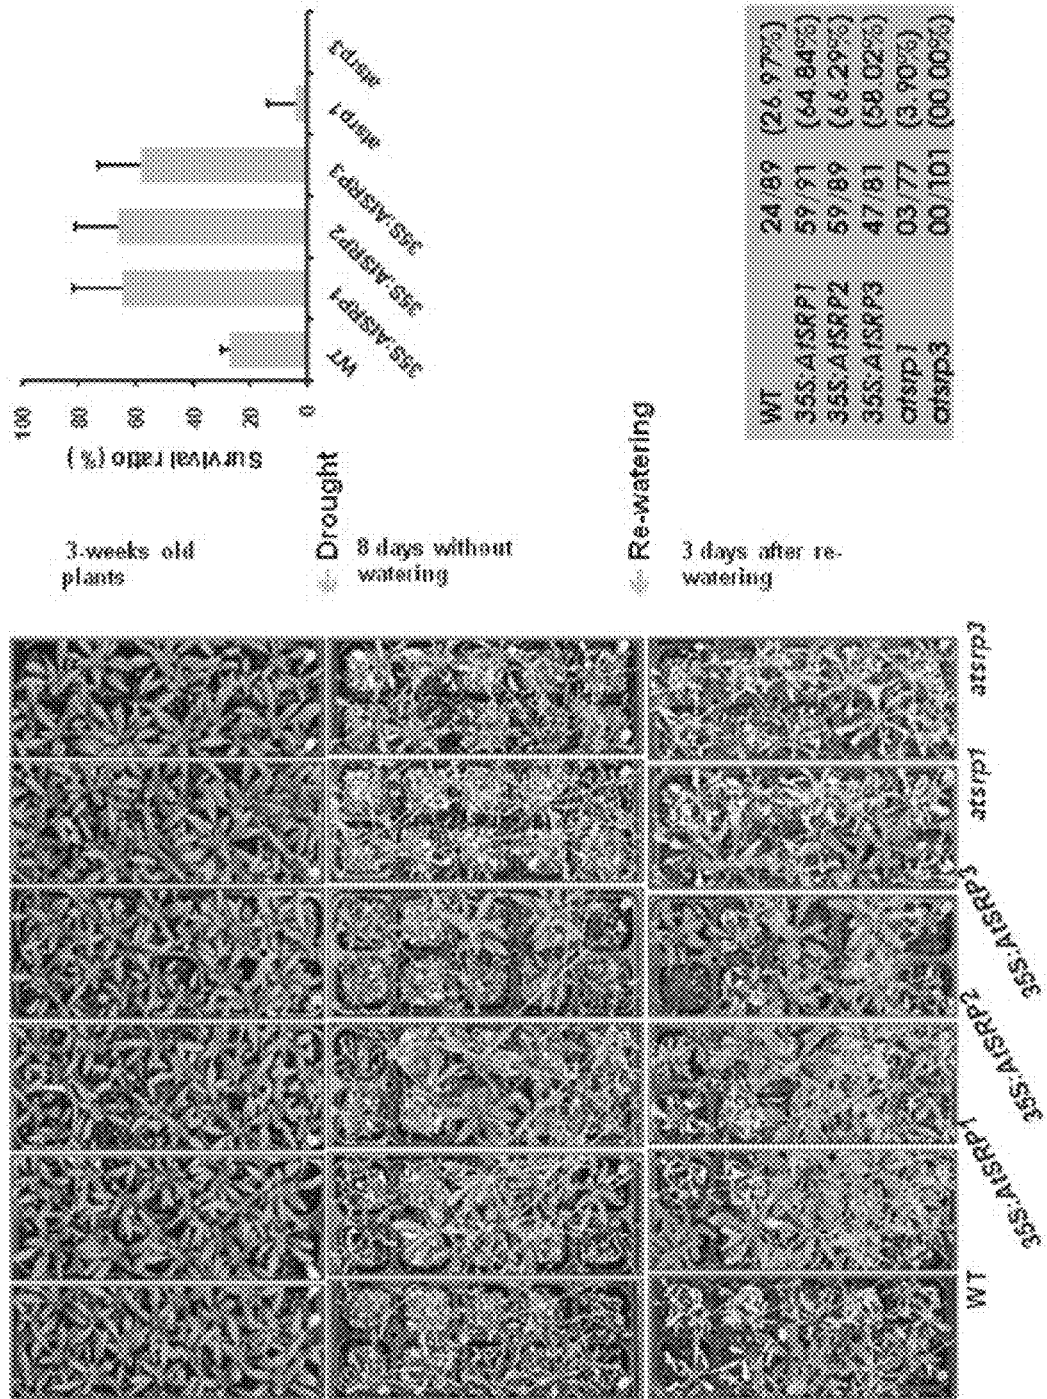 3-weeks old
plants
Drought
8 days without
watering
Re-watering
3 days after re-
watering
WT
35S:AtSRP1
35S:AtSRP2
35S:AtSRP3
atsrp1
atsrp3
Survival ratio (%)
100
80
60
40
20
0
WT
35S:AtSRP1
35S:AtSRP2
35S:AtSRP3
atsrp1
atsrp3
WT 24/89 (26.97%)
35S:AtSRP1 59/91 (64.84%)
35S:AtSRP2 59/89 (66.29%)
35S:AtSRP3 47/81 (58.02%)
atsrp1 03/77 (3.90%)
atsrp3 00/101 (00.00%)